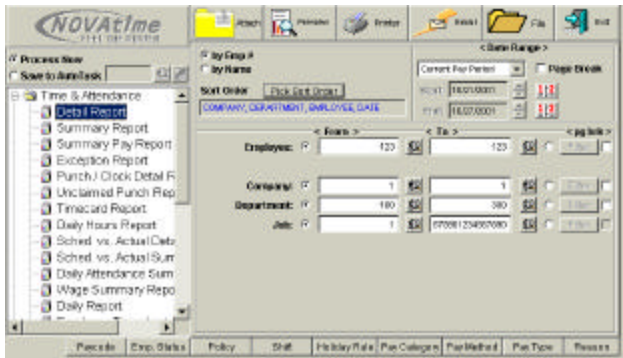 NOVAtime
Attach
Preview
Printer
Email
File
Exit
Process Now
Save to AutoTask
by Emp #
by Name
Sort Order
Pick Sort Order
COMPANY, DEPARTMENT, EMPLOYEE, DATE
< Date Range >
Current Pay Period
Page Break
Time & Attendance
Detail Report
Summary Report
Summary Pay Report
Exception Report
Punch / Clock Detail R
Unclaimed Punch Rep
Timecard Report
Daily Hours Report
Sched. vs. Actual Deta
Sched. vs. Actual Sum
Daily Attendance Sum
Wage Summary Repo
Daily Report
< From >
< To >
< pg brk >
Employee:
123
123
Company:
1
1
Department:
100
300
Job:
1
Paycode
Emp. Status
Policy
Shift
Holiday Rule
Pay Category
Pay Method
Pay Type
Reason